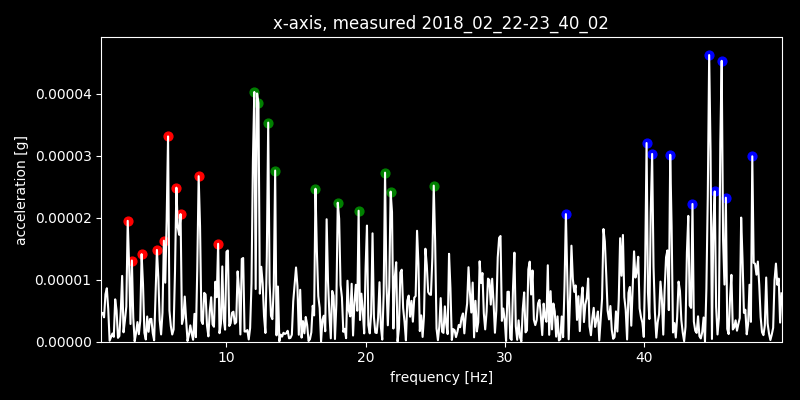 x-axis, measured 2018_02_22-23_40_02
acceleration [g]
0.00004
0.00003
0.00002
0.00001
0.00000
10 20 30 40
frequency [Hz]